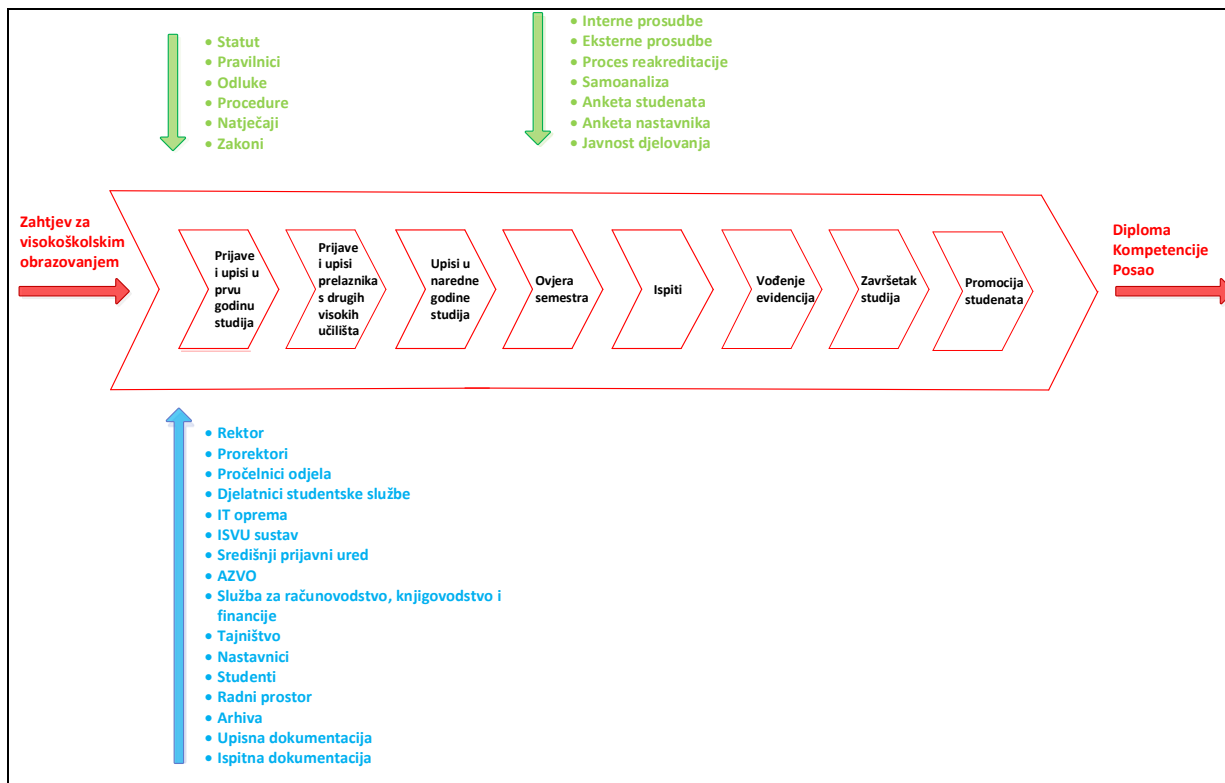 • Statut
• Pravilnici
• Odluke
• Procedure
• Natječaji
• Zakoni
• Interne prosudbe
• Eksterne prosudbe
• Proces reakreditacije
• Samoanaliza
• Anketa studenata
• Anketa nastavnika
• Javnost djelovanja
Zahtjev za
visokoškolskim
obrazovanjem
Prijave
i upisi u
prvu
godinu
studija
Prijave
i upisi
prelaznika
s drugih
visokih
učilišta
Upisi u
naredne
godine
studija
Ovjera
semestra
Ispiti
Vođenje
evidencija
Završetak
studija
Promocija
studenata
Diploma
Kompetencije
Posao
• Rektor
• Prorektori
• Pročelnici odjela
• Djelatnici studentske službe
• IT oprema
• ISVU sustav
• Središnji prijavni ured
• AZVO
• Služba za računovodstvo, knjigovodstvo i
financije
• Tajništvo
• Nastavnici
• Studenti
• Radni prostor
• Arhiva
• Upisna dokumentacija
• Ispitna dokumentacija